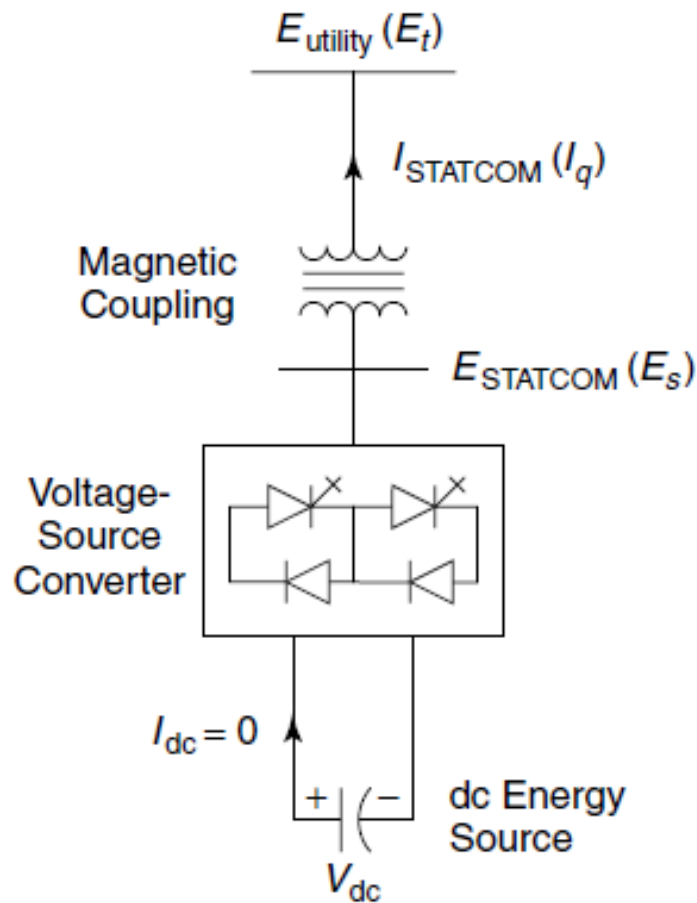 E_utility (E_t)
I_STATCOM (I_q)
Magnetic
Coupling
E_STATCOM (E_s)
Voltage-
Source
Converter
I_dc = 0
+ −
dc Energy
Source
V_dc